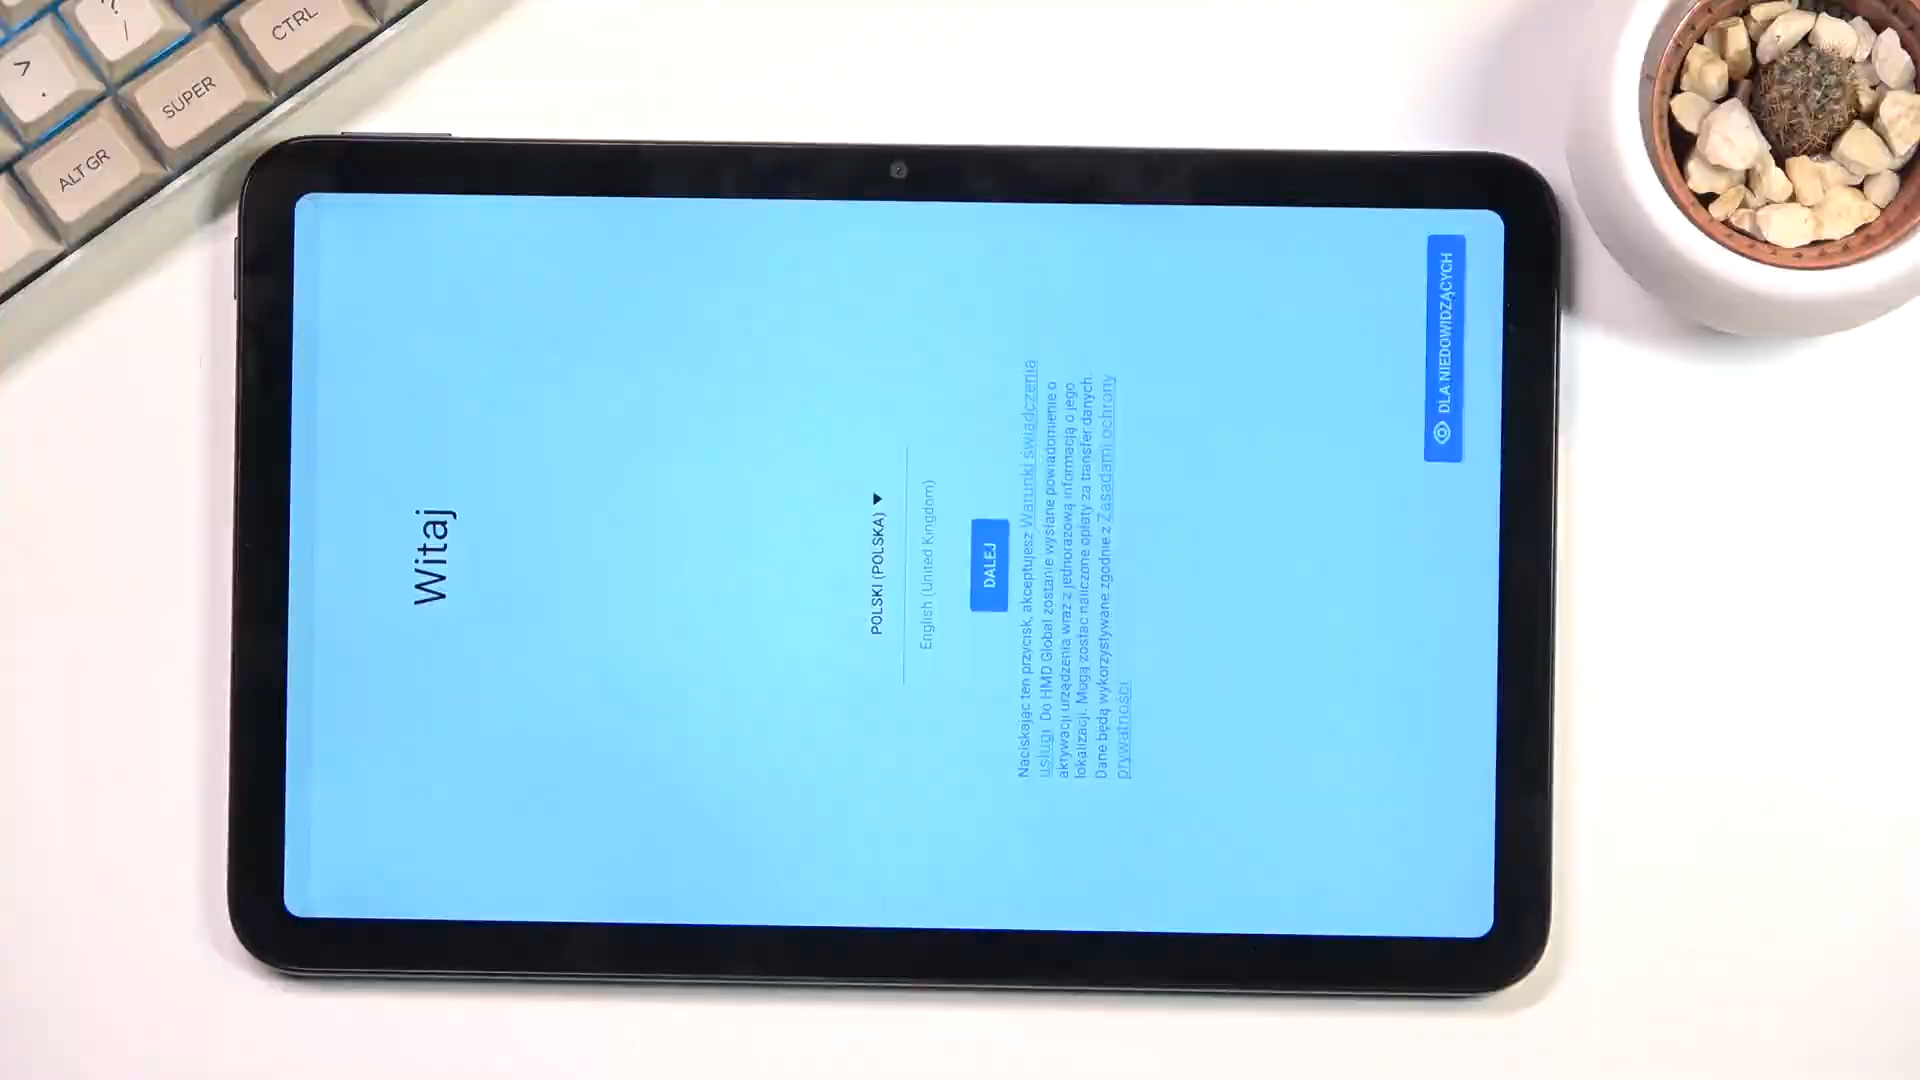 ?
/
>
.
CTRL
SUPER
ALT GR
Witaj
POLSKI (POLSKA)
English (United Kingdom)
DALEJ
Naciskając ten przycisk, akceptujesz Warunki świadczenia
usługi. Do HMD Global zostanie wysłane powiadomienie o
aktywacji urządzenia wraz z jednorazową informacją o jego
lokalizacji. Mogą zostać naliczone opłaty za transfer danych.
Dane będą wykorzystywane zgodnie z Zasadami ochrony
prywatności.
DLA NIEDOWIDZĄCYCH